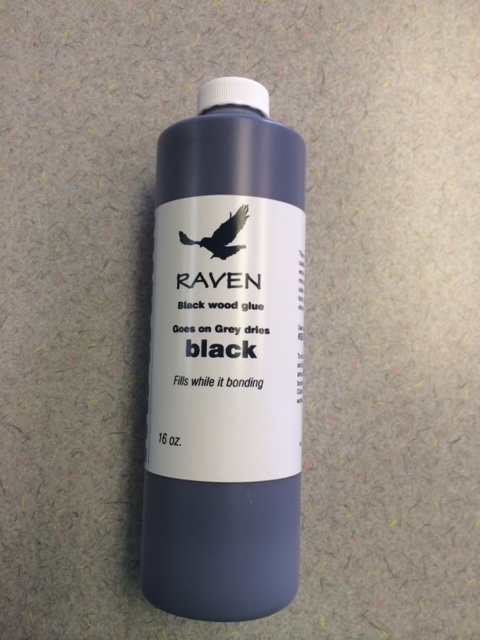 RAVEN
Black wood glue
Goes on Grey dries
black
Fills while it bonding
16 oz.